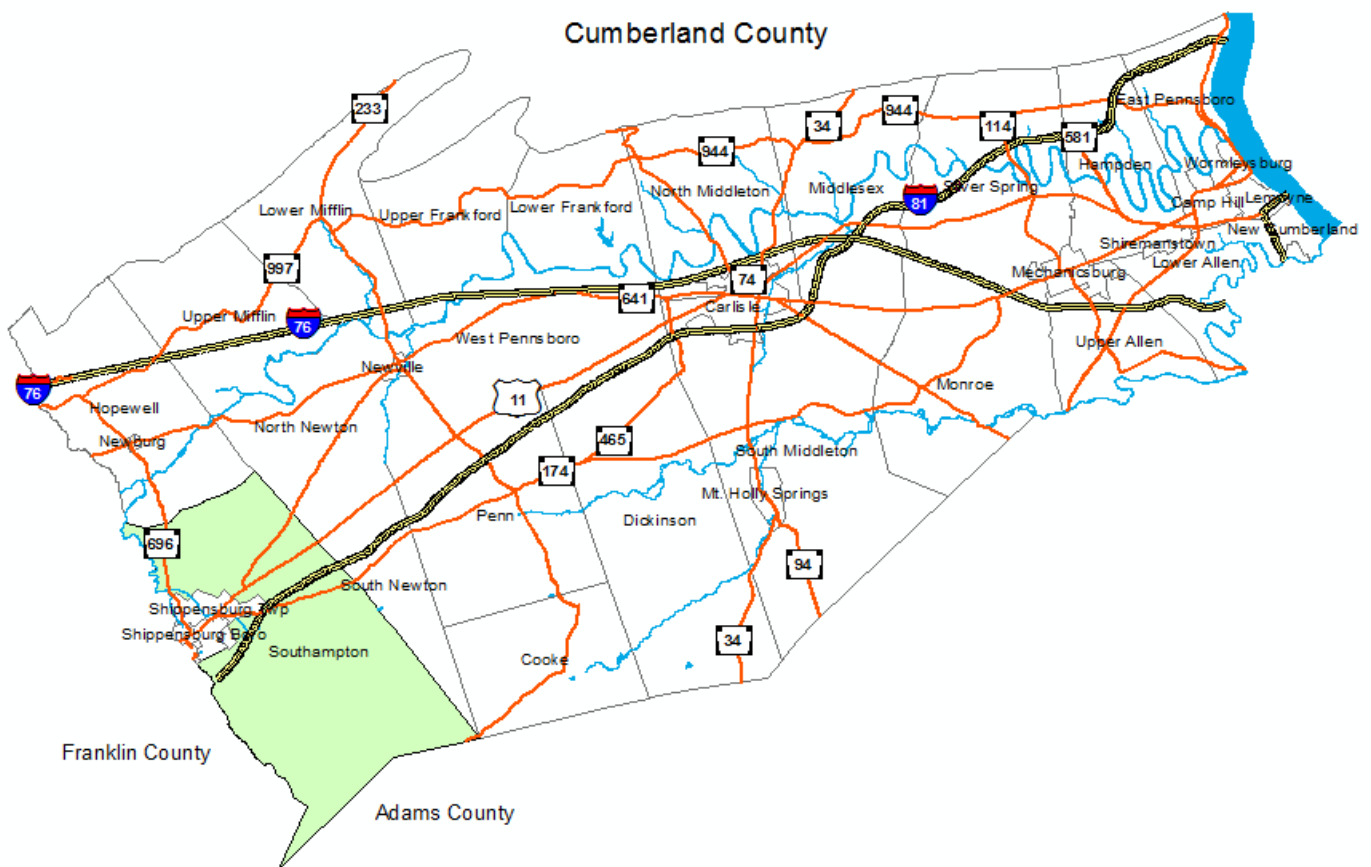 Cumberland County
233
944
34
944
114
581
East Pennsboro
Hampden
Wormleysburg
North Middleton
Middlesex
Silver Spring
81
Camp Hill
Lemoyne
Lower Mifflin
Upper Frankford
Lower Frankford
New Cumberland
Shiremanstown
Lower Allen
Mechanicsburg
997
74
641
Carlisle
Upper Mifflin
76
West Pennsboro
Upper Allen
Newville
76
Monroe
11
Hopewell
Newburg
North Newton
465
174
South Middleton
Mt. Holly Springs
Penn
Dickinson
696
94
South Newton
Shippensburg Twp
Shippensburg Boro
Southampton
34
Cooke
Franklin County
Adams County